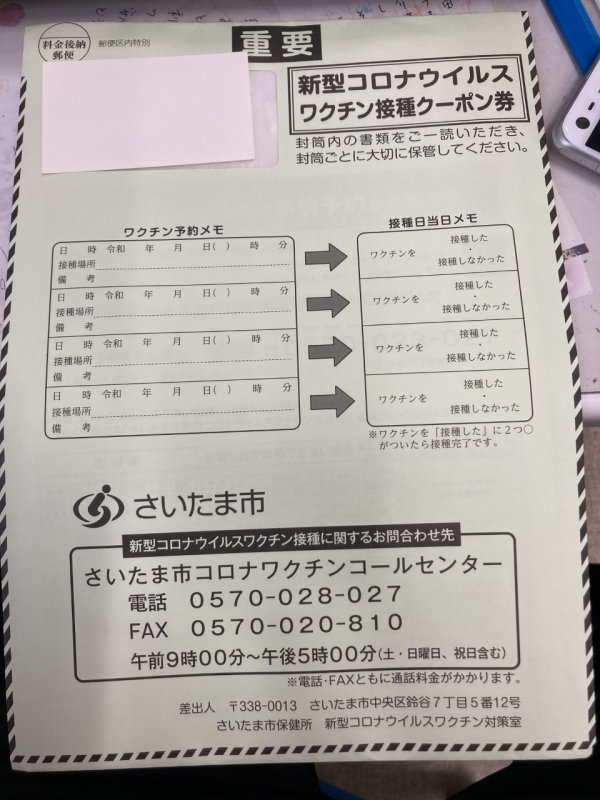 料金後納
郵便
郵便区内特別
重要
新型コロナウイルス
ワクチン接種クーポン券
封筒内の書類をご一読いただき、
封筒ごとに大切に保管してください。
ワクチン予約メモ
接種日当日メモ
日 時 令和 年 月 日( ) 時 分
接種場所
備 考
ワクチンを 接種した・接種しなかった
日 時 令和 年 月 日( ) 時 分
接種場所
備 考
ワクチンを 接種した・接種しなかった
日 時 令和 年 月 日( ) 時 分
接種場所
備 考
ワクチンを 接種した・接種しなかった
日 時 令和 年 月 日( ) 時 分
接種場所
備 考
ワクチンを 接種した・接種しなかった
※ワクチンを「接種した」に2つ○
がついたら接種完了です。
さいたま市
新型コロナウイルスワクチン接種に関するお問合わせ先
さいたま市コロナワクチンコールセンター
電話 0570-028-027
FAX 0570-020-810
午前9時00分～午後5時00分(土・日曜日、祝日含む)
※電話・FAXともに通話料金がかかります。
差出人 〒338-0013 さいたま市中央区鈴谷7丁目5番12号
さいたま市保健所 新型コロナウイルスワクチン対策室